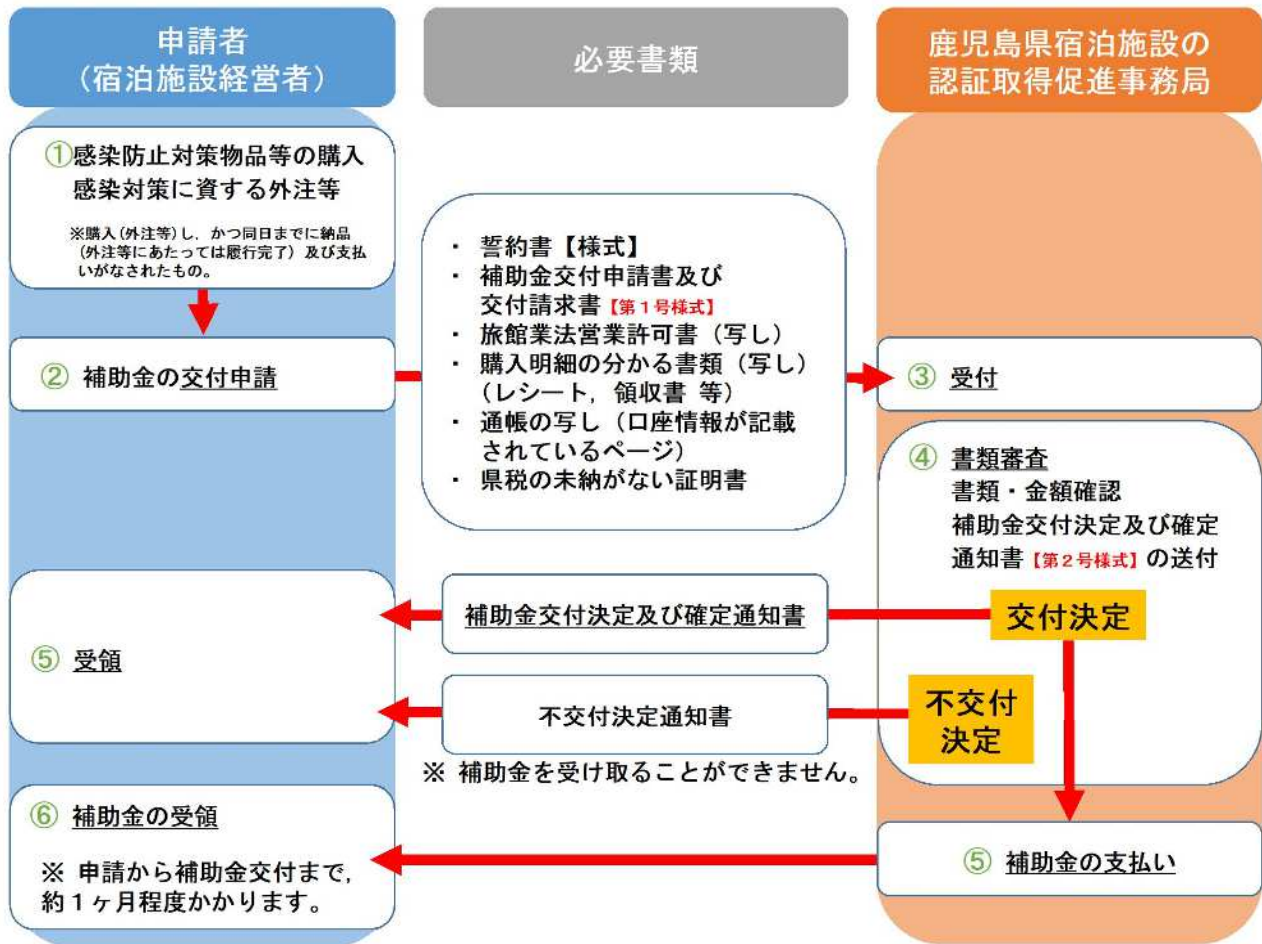 申請者
（宿泊施設経営者）
必要書類
鹿児島県宿泊施設の
認証取得促進事務局
①感染防止対策物品等の購入
感染対策に資する外注等
※購入（外注等）し，かつ同日までに納品
（外注等にあたっては履行完了）及び支払
いがなされたもの。
② 補助金の交付申請
・ 誓約書【様式】
・ 補助金交付申請書及び
交付請求書【第１号様式】
・ 旅館業法営業許可書（写し）
・ 購入明細の分かる書類（写し）
（レシート，領収書 等）
・ 通帳の写し（口座情報が記載
されているページ）
・ 県税の未納がない証明書
③ 受付
④ 書類審査
書類・金額確認
補助金交付決定及び確定
通知書【第２号様式】の送付
交付決定
補助金交付決定及び確定通知書
⑤ 受領
不交付
決定
不交付決定通知書
※ 補助金を受け取ることができません。
⑤ 補助金の支払い
⑥ 補助金の受領
※ 申請から補助金交付まで，
約１ヶ月程度かかります。